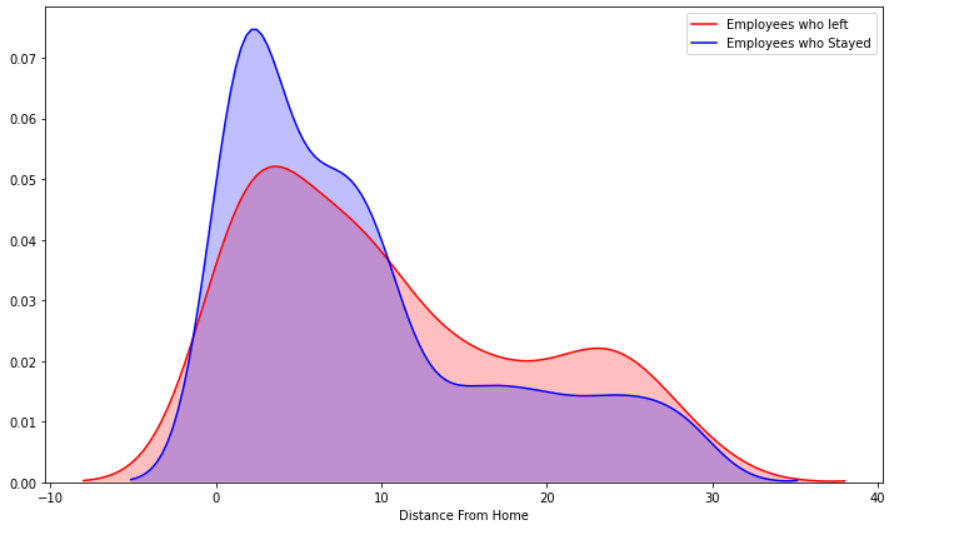 Employees who left
Employees who Stayed
0.07
0.06
0.05
0.04
0.03
0.02
0.01
0.00
−10 0 10 20 30 40
Distance From Home